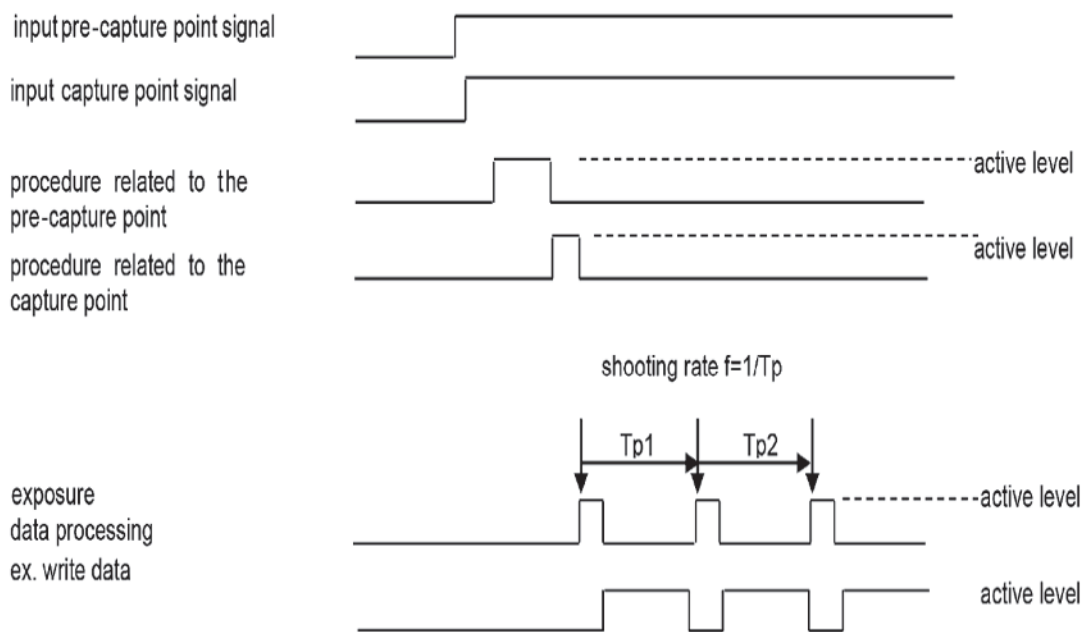 input pre-capture point signal
input capture point signal
active level
procedure related to the
pre-capture point
active level
procedure related to the
capture point
shooting rate f=1/Tp
Tp1
Tp2
exposure
active level
data processing
ex. write data
active level